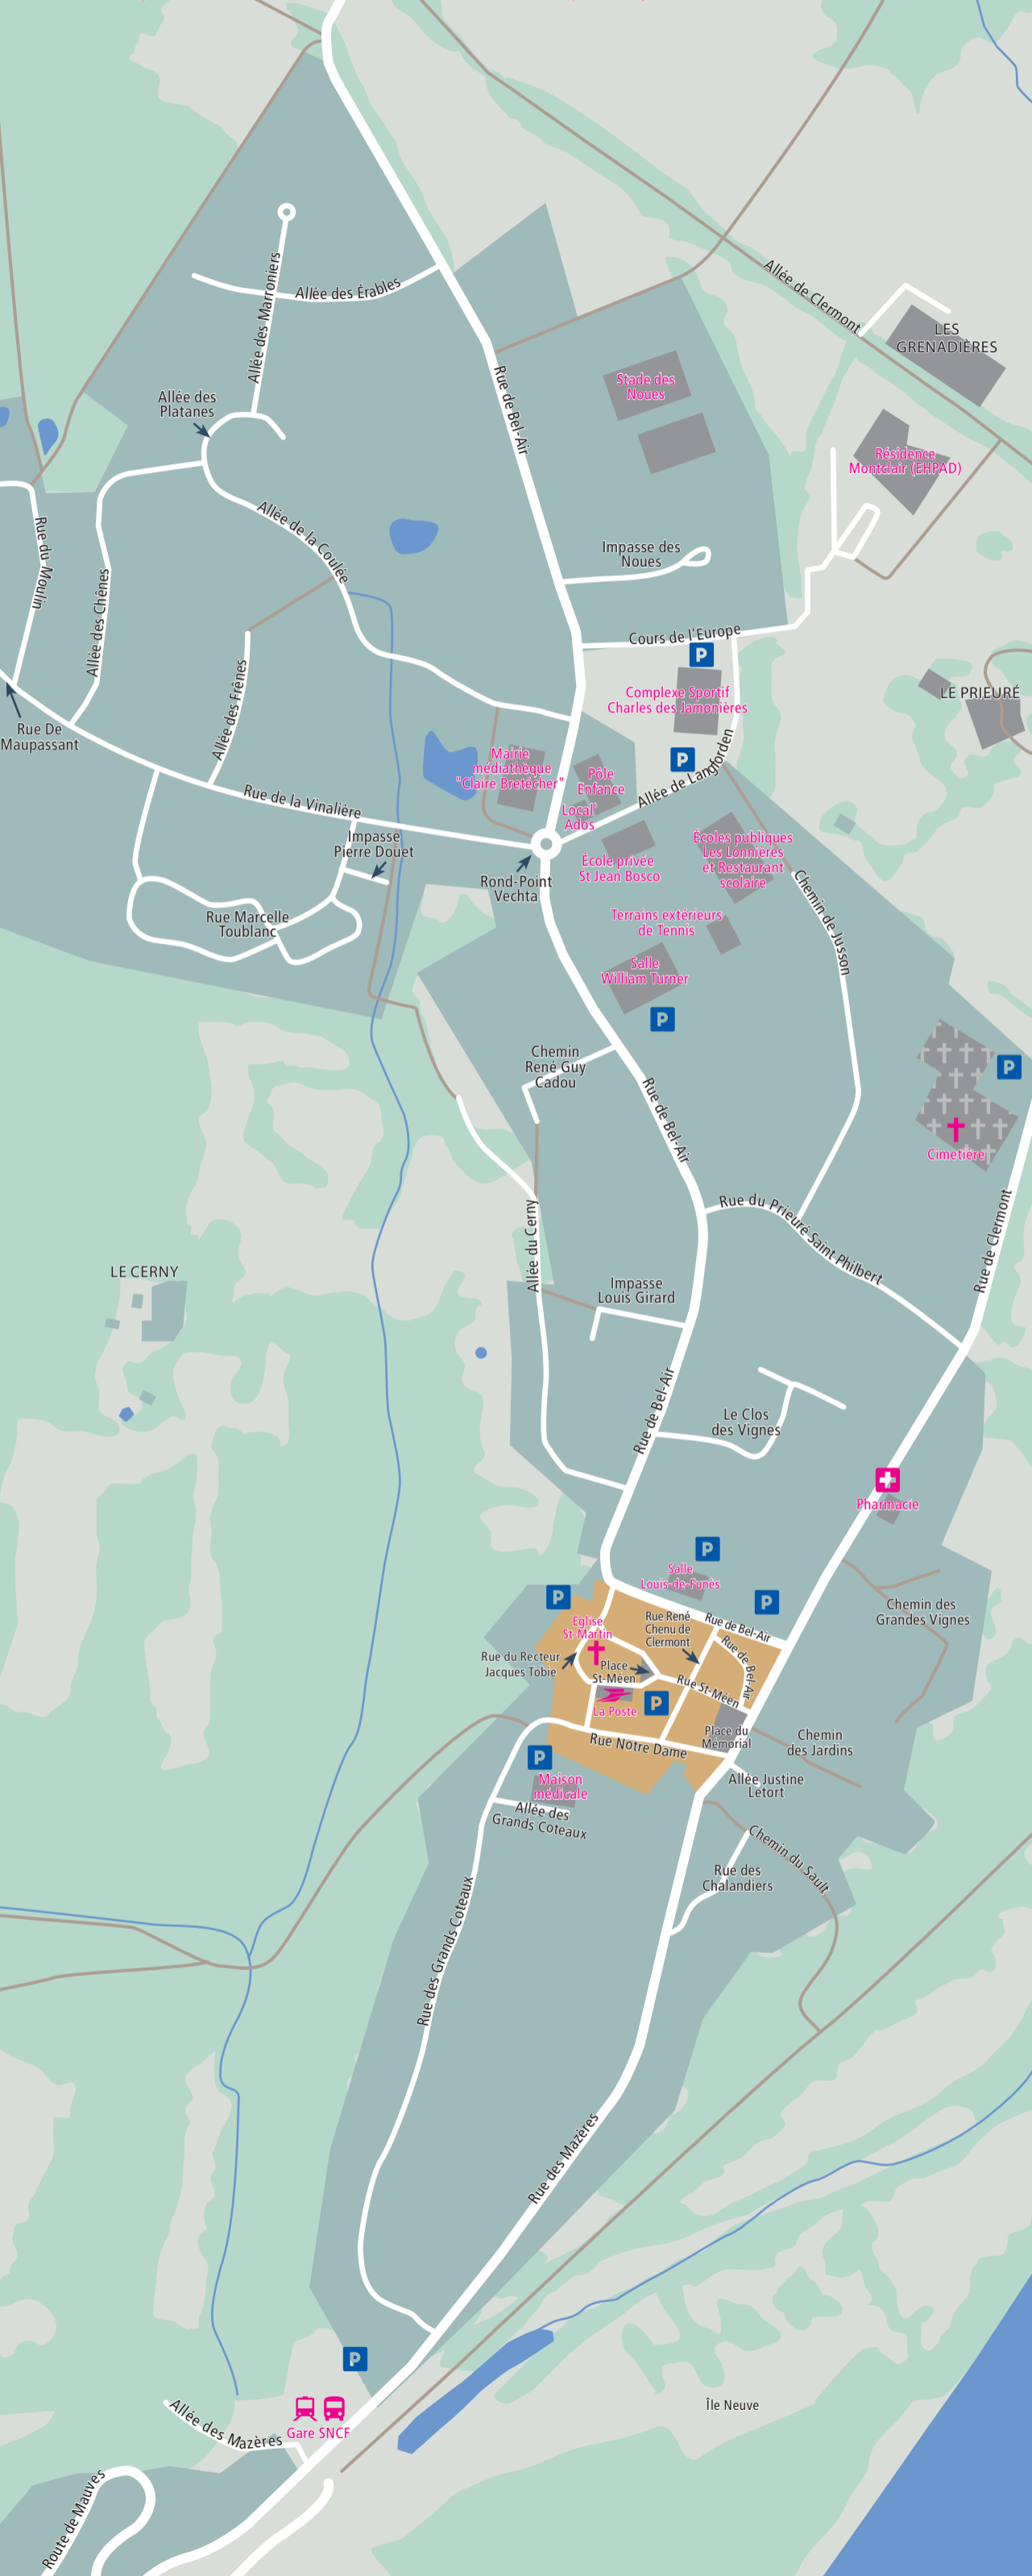 Allée de Clermont
LES
GRENADIÈRES
Allée des Marronniers
Allée des Érables
Allée des
Platanes
Stade des
Noues
Rue de Bel-Air
Résidence
Montclair (EHPAD)
Rue du Moulin
Allée de la Coulée
Allée des Chênes
Impasse des
Noues
Cours de l'Europe
P
Allée des Frênes
Complexe Sportif
Charles des Jamonières
LE PRIEURÉ
Rue De
Maupassant
Mairie
médiathèque
"Claire Bretécher"
P
Allée de Langforden
Pôle
Enfance
Local'
Ados
Rue de la Vinalière
Impasse
Pierre Douet
Rond-Point
Vechta
École privée
St Jean Bosco
Écoles publiques
Les Lonnières
et Restaurant
scolaire
Chemin de Jusson
Rue Marcelle
Toublanc
Terrains extérieurs
de Tennis
Salle
William Turner
P
Chemin
René Guy
Cadou
Rue de Bel-Air
P
Cimetière
Rue du Prieuré Saint Philbert
Allée du Cerny
Rue de Clermont
LE CERNY
Impasse
Louis Girard
Rue de Bel-Air
Le Clos
des Vignes
Pharmacie
P
Salle
Louis-de-Funès
P
P
Chemin des
Grandes Vignes
Église
St-Martin
Rue René
Chenu de
Clermont
Rue de Bel-Air
Rue de Bel-Air
Rue du Recteur
Jacques Tobie
Place
St-Méen
Rue St-Méen
La Poste
P
Place du
Mémorial
Chemin
des Jardins
Rue Notre Dame
P
Maison
médicale
Allée Justine
Letort
Allée des
Grands Coteaux
Chemin du Sault
Rue des
Chalandiers
Rue des Grands Coteaux
Rue des Mazères
P
Gare SNCF
Allée des Mazères
Île Neuve
Route de Mauves